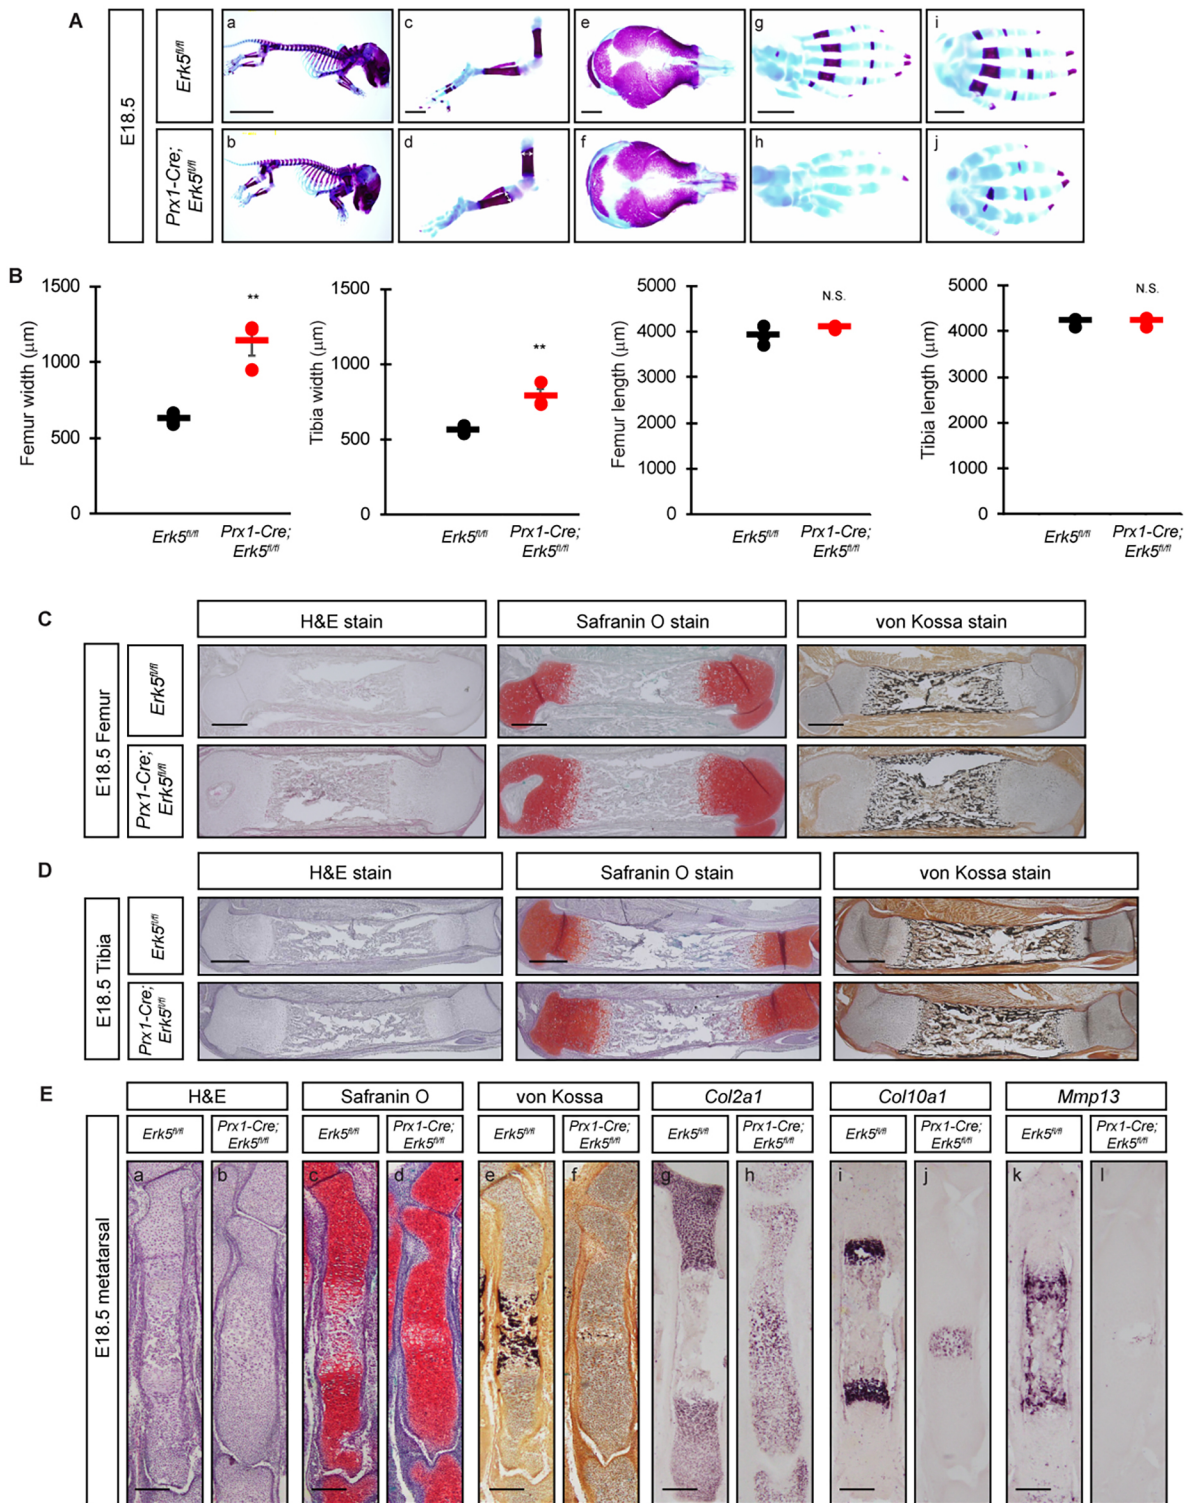 A
E18.5
Erk5fl/fl
Prx1-Cre;
Erk5fl/fl
a
c
e
g
i
b
d
f
h
j
B
1500
1000
500
0
Femur width (μm)
**
Erk5fl/fl
Prx1-Cre;
Erk5fl/fl
1500
1000
500
0
Tibia width (μm)
**
Erk5fl/fl
Prx1-Cre;
Erk5fl/fl
5000
4000
3000
2000
1000
0
Femur length (μm)
N.S.
Erk5fl/fl
Prx1-Cre;
Erk5fl/fl
5000
4000
3000
2000
1000
0
Tibia length (μm)
N.S.
Erk5fl/fl
Prx1-Cre;
Erk5fl/fl
C
H&E stain
Safranin O stain
von Kossa stain
E18.5 Femur
Erk5fl/fl
Prx1-Cre;
Erk5fl/fl
D
H&E stain
Safranin O stain
von Kossa stain
E18.5 Tibia
Erk5fl/fl
Prx1-Cre;
Erk5fl/fl
E
H&E
Safranin O
von Kossa
Col2a1
Col10a1
Mmp13
Erk5fl/fl
Prx1-Cre;
Erk5fl/fl
Erk5fl/fl
Prx1-Cre;
Erk5fl/fl
Erk5fl/fl
Prx1-Cre;
Erk5fl/fl
Erk5fl/fl
Prx1-Cre;
Erk5fl/fl
Erk5fl/fl
Prx1-Cre;
Erk5fl/fl
Erk5fl/fl
Prx1-Cre;
Erk5fl/fl
E18.5 metatarsal
a
b
c
d
e
f
g
h
i
j
k
l